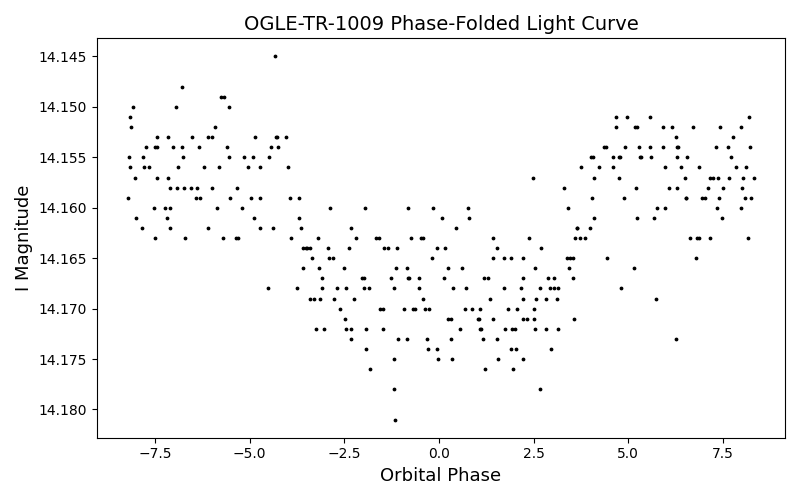 OGLE-TR-1009 Phase-Folded Light Curve
14.145
14.150
14.155
14.160
14.165
14.170
14.175
14.180
I Magnitude
−7.5 −5.0 −2.5 0.0 2.5 5.0 7.5
Orbital Phase